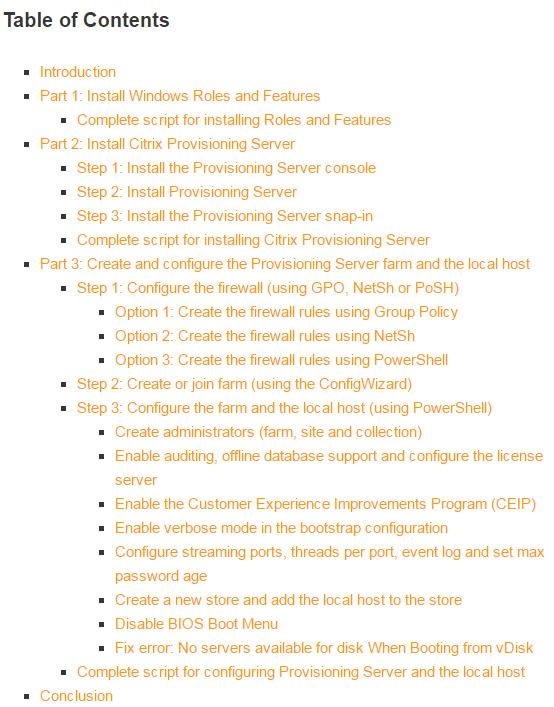 Table of Contents
Introduction
Part 1: Install Windows Roles and Features
Complete script for installing Roles and Features
Part 2: Install Citrix Provisioning Server
Step 1: Install the Provisioning Server console
Step 2: Install Provisioning Server
Step 3: Install the Provisioning Server snap-in
Complete script for installing Citrix Provisioning Server
Part 3: Create and configure the Provisioning Server farm and the local host
Step 1: Configure the firewall (using GPO, NetSh or PoSH)
Option 1: Create the firewall rules using Group Policy
Option 2: Create the firewall rules using NetSh
Option 3: Create the firewall rules using PowerShell
Step 2: Create or join farm (using the ConfigWizard)
Step 3: Configure the farm and the local host (using PowerShell)
Create administrators (farm, site and collection)
Enable auditing, offline database support and configure the license
server
Enable the Customer Experience Improvements Program (CEIP)
Enable verbose mode in the bootstrap configuration
Configure streaming ports, threads per port, event log and set max
password age
Create a new store and add the local host to the store
Disable BIOS Boot Menu
Fix error: No servers available for disk When Booting from vDisk
Complete script for configuring Provisioning Server and the local host
Conclusion